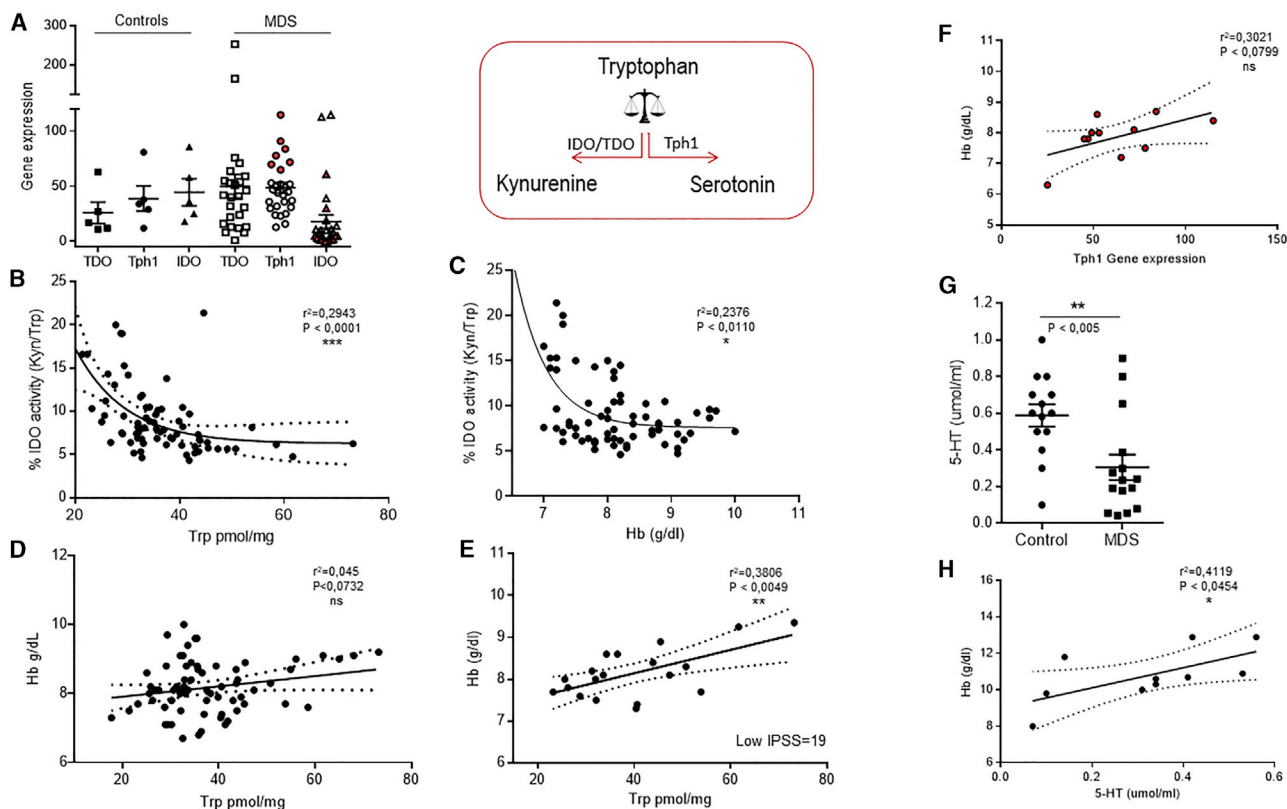 A
Controls
MDS
300
200
100
50
0
Gene expression
TDO
Tph1
IDO
TDO
Tph1
IDO
Tryptophan
IDO/TDO
Tph1
Kynurenine
Serotonin
F
r²=0,3021
P < 0,0799
ns
11
10
9
8
7
6
5
Hb (g/dL)
0
50
100
150
Tph1 Gene expression
B
r²=0,2943
P < 0,0001
***
25
20
15
10
5
0
% IDO activity (Kyn/Trp)
20
40
60
80
Trp pmol/mg
C
r²=0,2376
P < 0,0110
*
25
20
15
10
5
0
% IDO activity (Kyn/Trp)
7
8
9
10
11
Hb (g/dl)
G
**
P < 0,005
1.2
1.0
0.8
0.6
0.4
0.2
0.0
5-HT (umol/ml)
Control
MDS
D
r²=0,045
P<0,0732
ns
12
10
8
6
Hb g/dL
20
40
60
80
Trp pmol/mg
E
r²=0,3806
P < 0,0049
**
11
10
9
8
7
6
Hb (g/dl)
Low IPSS=19
20
40
60
80
Trp pmol/mg
H
r²=0,4119
P < 0,0454
*
16
14
12
10
8
6
Hb (g/dl)
0.0
0.2
0.4
0.6
5-HT (umol/ml)